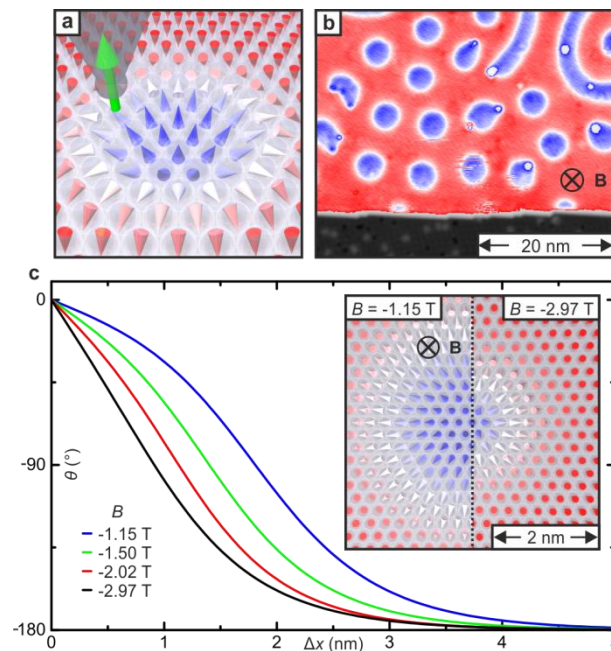 a
b
B
20 nm
c
0
-90
-180
θ (°)
B
-1.15 T
-1.50 T
-2.02 T
-2.97 T
B = -1.15 T
B = -2.97 T
B
2 nm
0
1
2
3
4
Δx (nm)